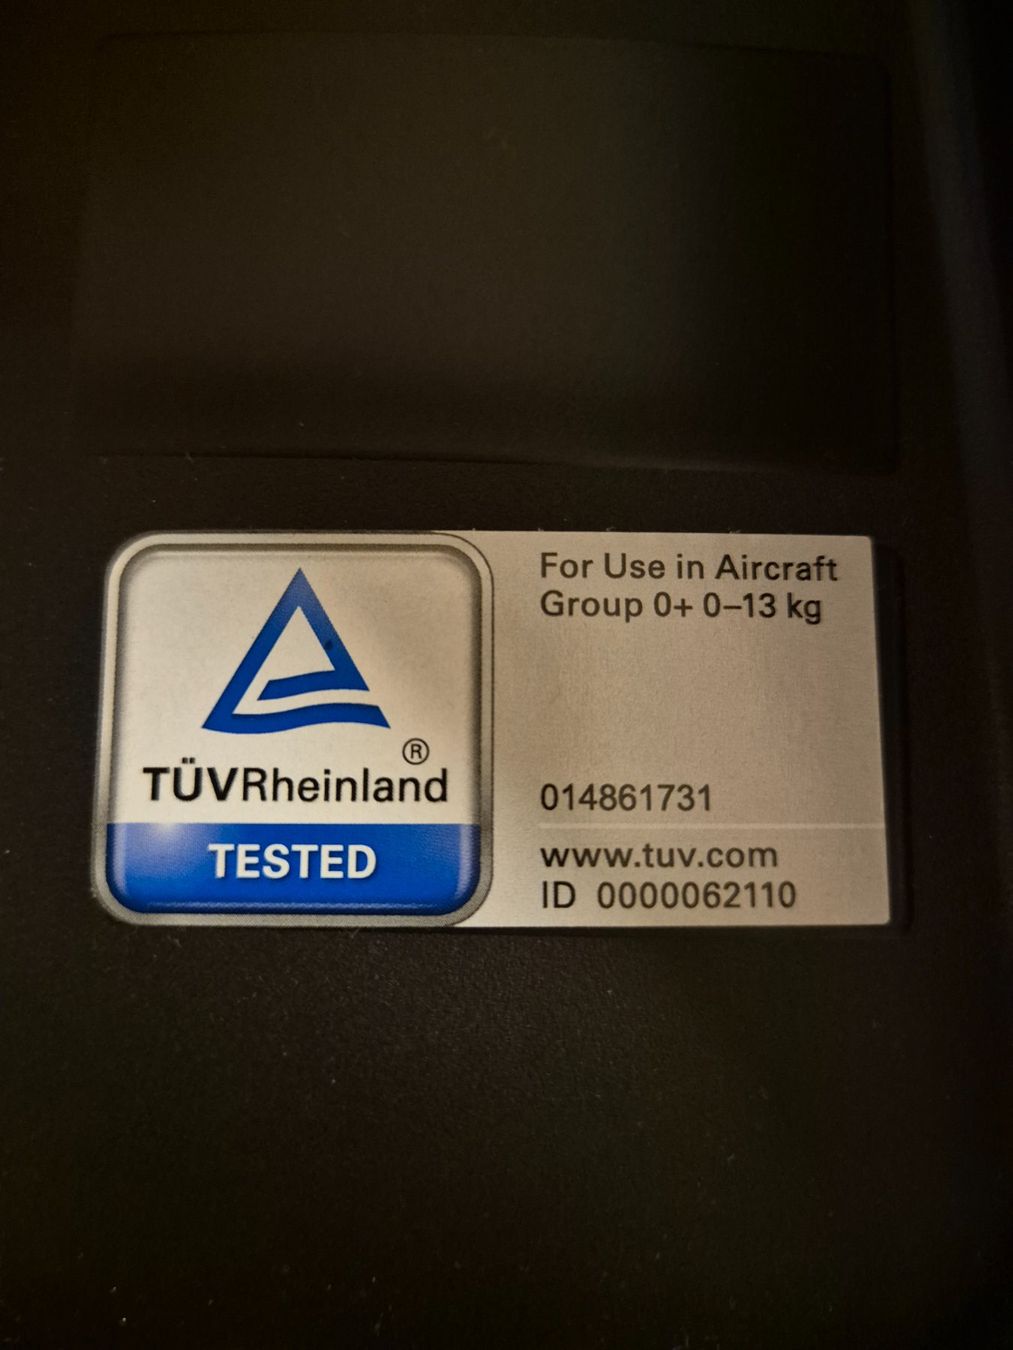 For Use in Aircraft
Group 0+ 0–13 kg
®
TÜVRheinland
TESTED
014861731
www.tuv.com
ID 0000062110